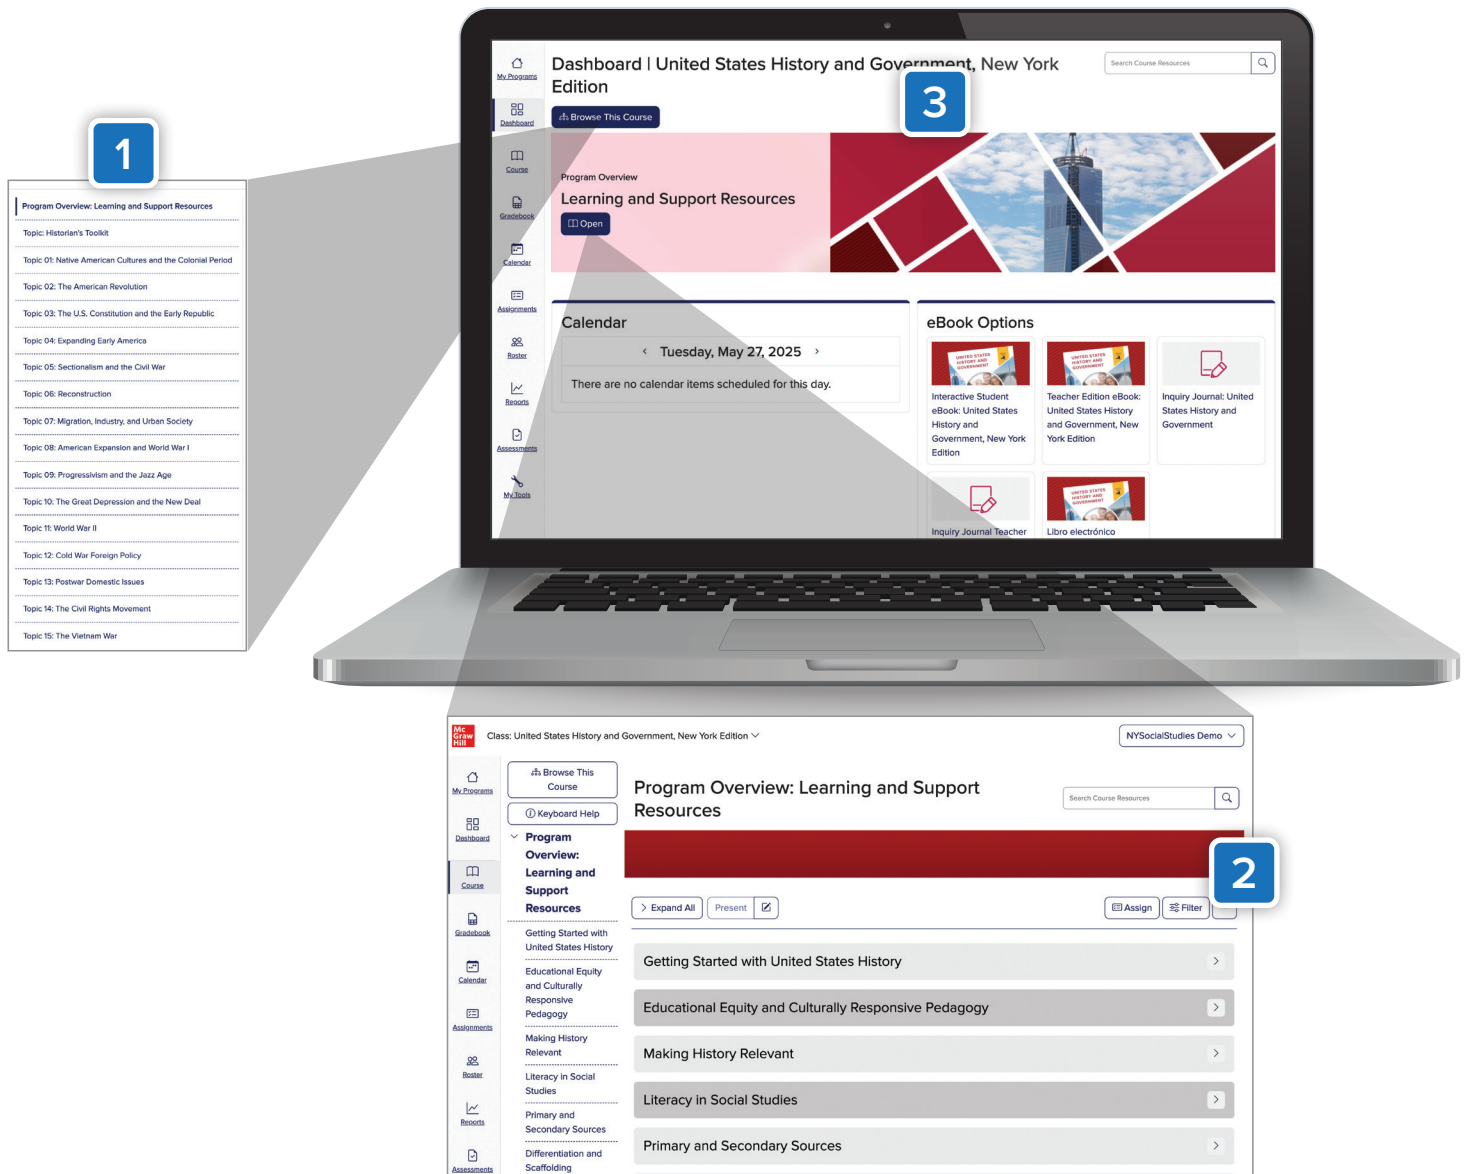 1
Program Overview: Learning and Support Resources
Topic: Historian's Toolkit
Topic 01: Native American Cultures and the Colonial Period
Topic 02: The American Revolution
Topic 03: The U.S. Constitution and the Early Republic
Topic 04: Expanding Early America
Topic 05: Sectionalism and the Civil War
Topic 06: Reconstruction
Topic 07: Migration, Industry, and Urban Society
Topic 08: American Expansion and World War I
Topic 09: Progressivism and the Jazz Age
Topic 10: The Great Depression and the New Deal
Topic 11: World War II
Topic 12: Cold War Foreign Policy
Topic 13: Postwar Domestic Issues
Topic 14: The Civil Rights Movement
Topic 15: The Vietnam War
My Programs
Dashboard
Course
Gradebook
Calendar
Assignments
Roster
Reports
Assessments
My Tools
Dashboard | United States History and Government, New York
Edition
Search Course Resources
3
Browse This Course
Program Overview
Learning and Support Resources
Open
Calendar
< Tuesday, May 27, 2025 >
There are no calendar items scheduled for this day.
eBook Options
UNITED STATES
HISTORY AND
GOVERNMENT
Interactive Student
eBook: United States
History and
Government, New York
Edition
UNITED STATES
HISTORY AND
GOVERNMENT
Teacher Edition eBook:
United States History
and Government, New
York Edition
Inquiry Journal: United
States History and
Government
Inquiry Journal Teacher
UNITED STATES
HISTORY AND
GOVERNMENT
Libro electrónico
Mc
Graw
Hill
Class: United States History and Government, New York Edition
NYSocialStudies Demo
My Programs
Dashboard
Course
Gradebook
Calendar
Assignments
Roster
Reports
Assessments
Browse This
Course
Keyboard Help
Program
Overview:
Learning and
Support
Resources
Getting Started with
United States History
Educational Equity
and Culturally
Responsive
Pedagogy
Making History
Relevant
Literacy in Social
Studies
Primary and
Secondary Sources
Differentiation and
Scaffolding
Program Overview: Learning and Support
Resources
Search Course Resources
2
> Expand All
Present
Assign
Filter
Getting Started with United States History
Educational Equity and Culturally Responsive Pedagogy
Making History Relevant
Literacy in Social Studies
Primary and Secondary Sources